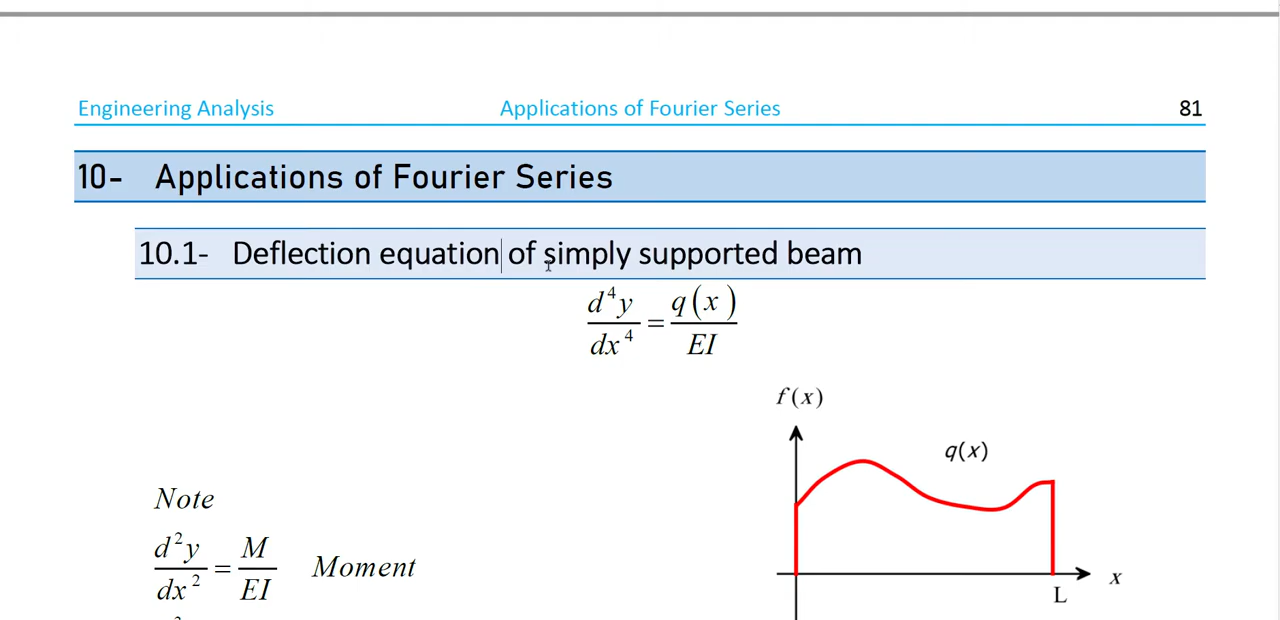 Engineering Analysis Applications of Fourier Series 81
10- Applications of Fourier Series
10.1- Deflection equation of simply supported beam
d⁴y/dx⁴ = q(x)/EI
f(x)
q(x)
Note
d²y/dx² = M/EI Moment
x
L